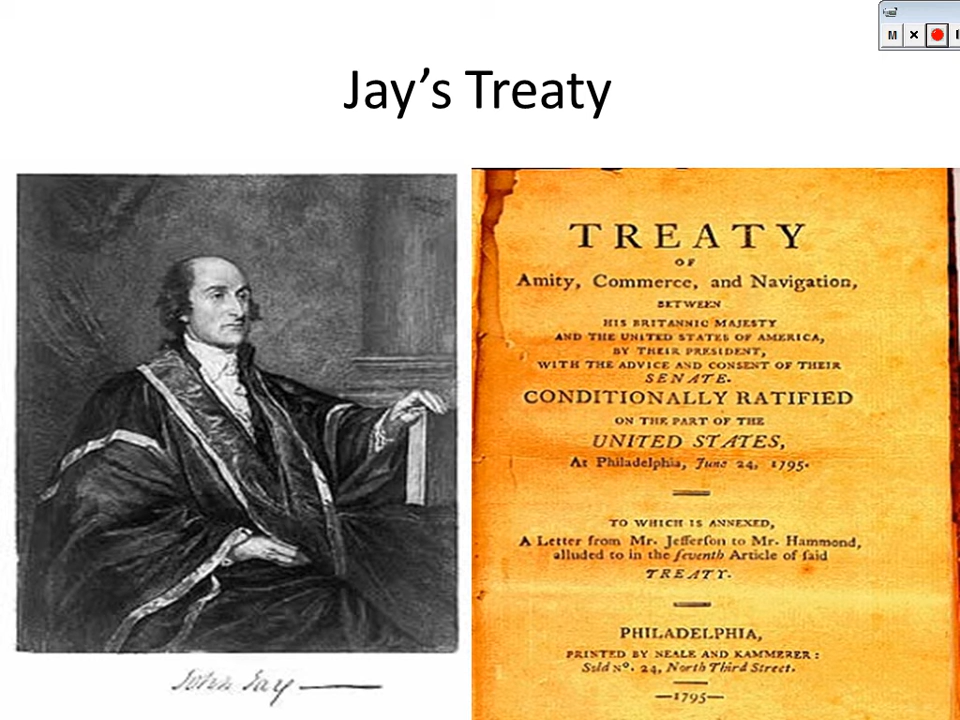 M
Jay's Treaty
TREATY
OF
Amity, Commerce, and Navigation,
BETWEEN
HIS BRITANNIC MAJESTY
AND THE UNITED STATES OF AMERICA,
BY THEIR PRESIDENT,
WITH THE ADVICE AND CONSENT OF THEIR
SENATE.
CONDITIONALLY RATIFIED
ON THE PART OF THE
UNITED STATES,
At Philadelphia, June 24, 1795.
TO WHICH IS ANNEXED,
A Letter from Mr. Jefferſon to Mr. Hammond,
alluded to in the ſeventh Article of ſaid
TREATY.
PHILADELPHIA,
PRINTED BY NEALE AND KAMMERER:
Sold Nº. 24, North Third Street.
—1795—
John Jay